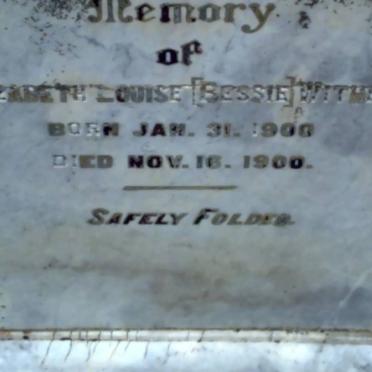 Memory
of
LOUISE [BESSIE]
BORN JAN. 31. 1900
DIED NOV. 16. 1900.
SAFELY FOLDED.